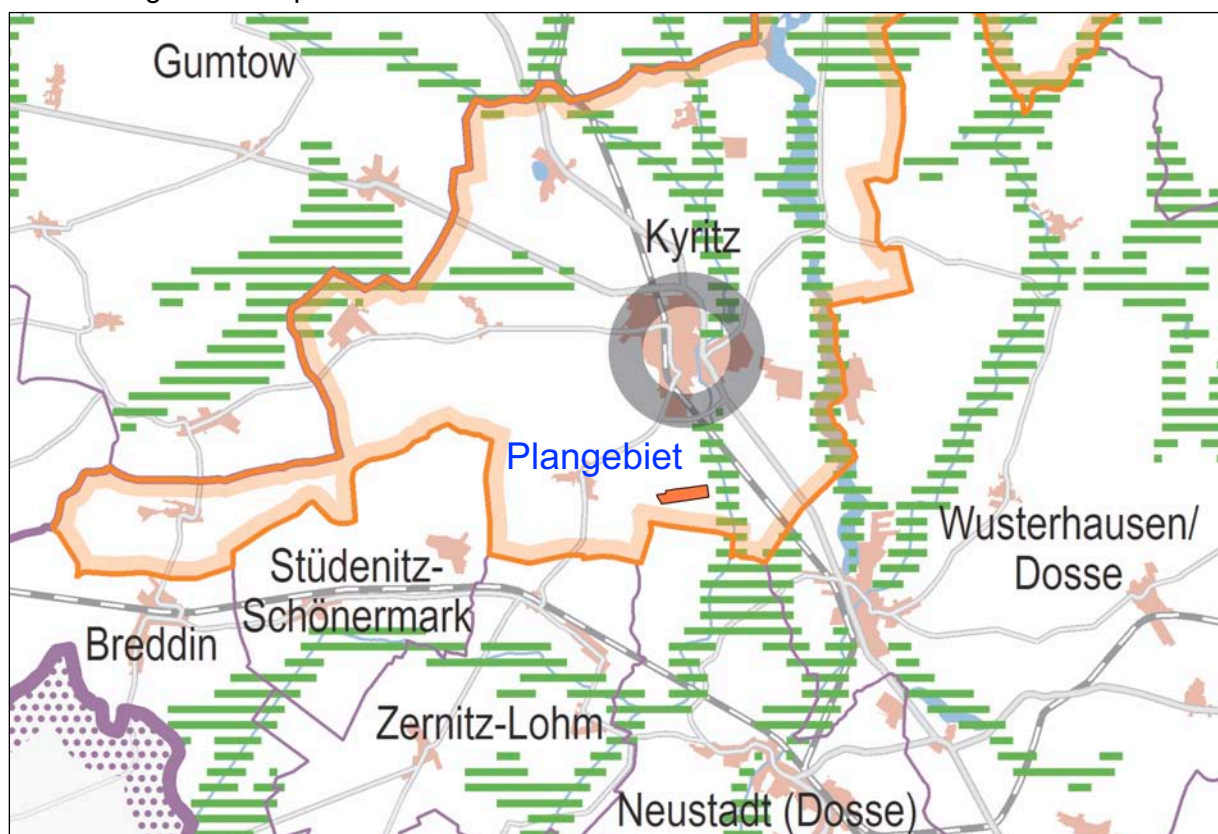 Gumtow
Kyritz
Plangebiet
Wusterhausen/
Dosse
Stüdenitz-
Schönermark
Breddin
Zernitz-Lohm
Neustadt (Dosse)